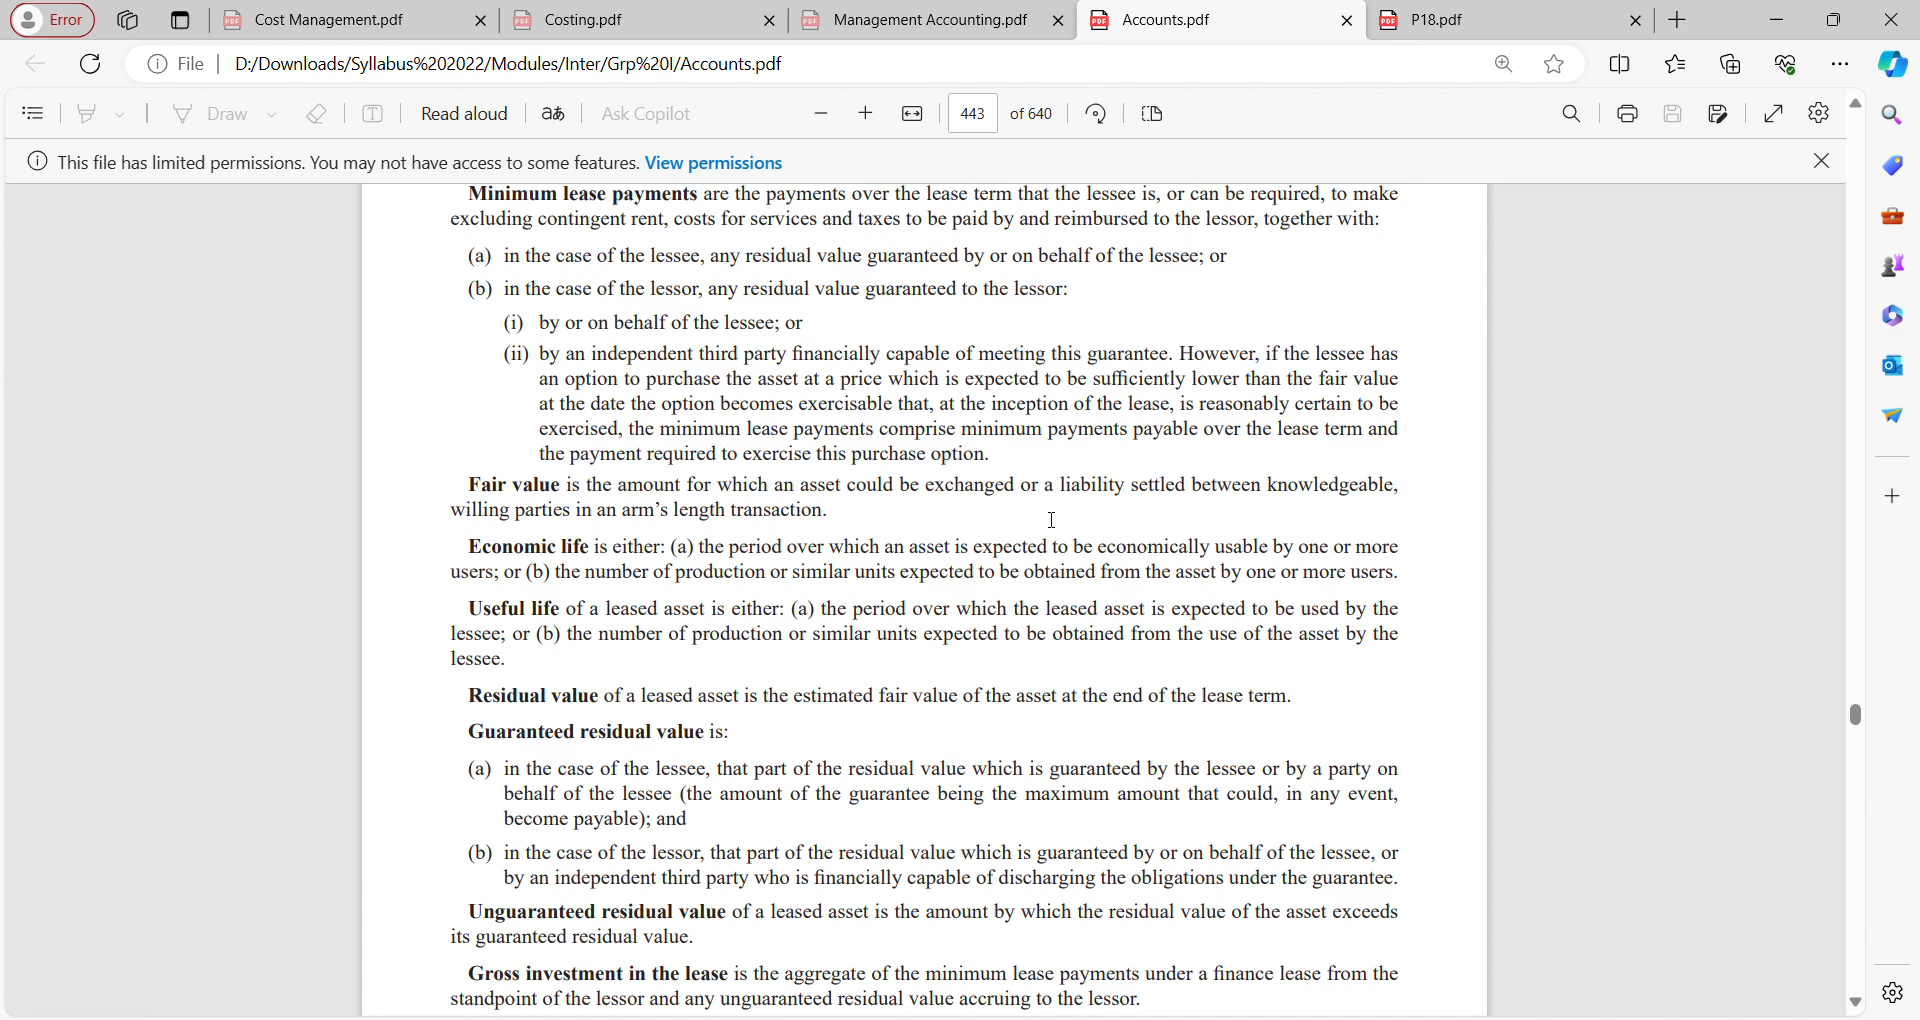 Error
Cost Management.pdf
Costing.pdf
Management Accounting.pdf
Accounts.pdf
P18.pdf
File
D:/Downloads/Syllabus%202022/Modules/Inter/Grp%20I/Accounts.pdf
Draw
Read aloud
aあ
Ask Copilot
443 of 640
This file has limited permissions. You may not have access to some features. View permissions
Minimum lease payments are the payments over the lease term that the lessee is, or can be required, to make
excluding contingent rent, costs for services and taxes to be paid by and reimbursed to the lessor, together with:
(a) in the case of the lessee, any residual value guaranteed by or on behalf of the lessee; or
(b) in the case of the lessor, any residual value guaranteed to the lessor:
(i) by or on behalf of the lessee; or
(ii) by an independent third party financially capable of meeting this guarantee. However, if the lessee has
an option to purchase the asset at a price which is expected to be sufficiently lower than the fair value
at the date the option becomes exercisable that, at the inception of the lease, is reasonably certain to be
exercised, the minimum lease payments comprise minimum payments payable over the lease term and
the payment required to exercise this purchase option.
Fair value is the amount for which an asset could be exchanged or a liability settled between knowledgeable,
willing parties in an arm’s length transaction.
Economic life is either: (a) the period over which an asset is expected to be economically usable by one or more
users; or (b) the number of production or similar units expected to be obtained from the asset by one or more users.
Useful life of a leased asset is either: (a) the period over which the leased asset is expected to be used by the
lessee; or (b) the number of production or similar units expected to be obtained from the use of the asset by the
lessee.
Residual value of a leased asset is the estimated fair value of the asset at the end of the lease term.
Guaranteed residual value is:
(a) in the case of the lessee, that part of the residual value which is guaranteed by the lessee or by a party on
behalf of the lessee (the amount of the guarantee being the maximum amount that could, in any event,
become payable); and
(b) in the case of the lessor, that part of the residual value which is guaranteed by or on behalf of the lessee, or
by an independent third party who is financially capable of discharging the obligations under the guarantee.
Unguaranteed residual value of a leased asset is the amount by which the residual value of the asset exceeds
its guaranteed residual value.
Gross investment in the lease is the aggregate of the minimum lease payments under a finance lease from the
standpoint of the lessor and any unguaranteed residual value accruing to the lessor.